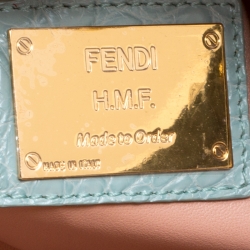 FENDI
H.M.F.
Made to Order
MADE IN ITALY